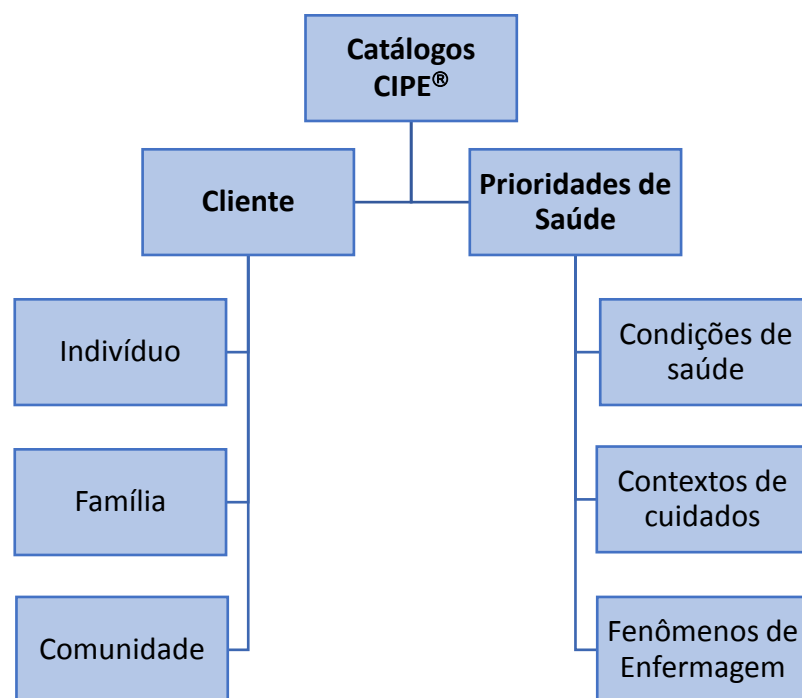 Catálogos
CIPE®
Cliente
Prioridades de
Saúde
Indivíduo
Condições de
saúde
Família
Contextos de
cuidados
Comunidade
Fenômenos de
Enfermagem